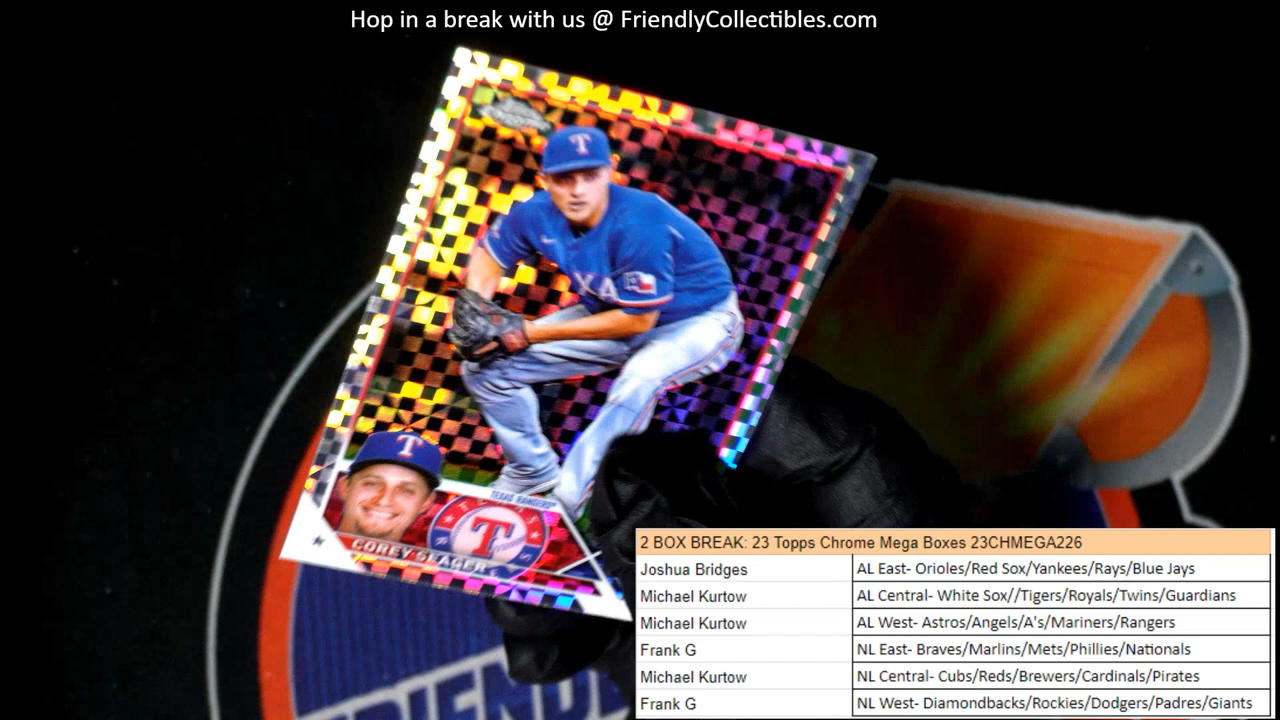 Hop in a break with us @ FriendlyCollectibles.com
T
XA
T
TEXAS RANGERS
T
COREY SEAGER
FRIEND
2 BOX BREAK: 23 Topps Chrome Mega Boxes 23CHMEGA226
Joshua Bridges AL East- Orioles/Red Sox/Yankees/Rays/Blue Jays
Michael Kurtow AL Central- White Sox//Tigers/Royals/Twins/Guardians
Michael Kurtow AL West- Astros/Angels/A's/Mariners/Rangers
Frank G NL East- Braves/Marlins/Mets/Phillies/Nationals
Michael Kurtow NL Central- Cubs/Reds/Brewers/Cardinals/Pirates
Frank G NL West- Diamondbacks/Rockies/Dodgers/Padres/Giants